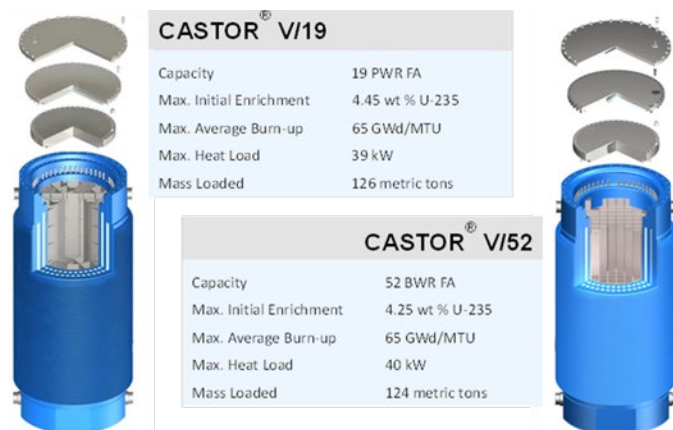 CASTOR® V/19
Capacity 19 PWR FA
Max. Initial Enrichment 4.45 wt % U-235
Max. Average Burn-up 65 GWd/MTU
Max. Heat Load 39 kW
Mass Loaded 126 metric tons
CASTOR® V/52
Capacity 52 BWR FA
Max. Initial Enrichment 4.25 wt % U-235
Max. Average Burn-up 65 GWd/MTU
Max. Heat Load 40 kW
Mass Loaded 124 metric tons